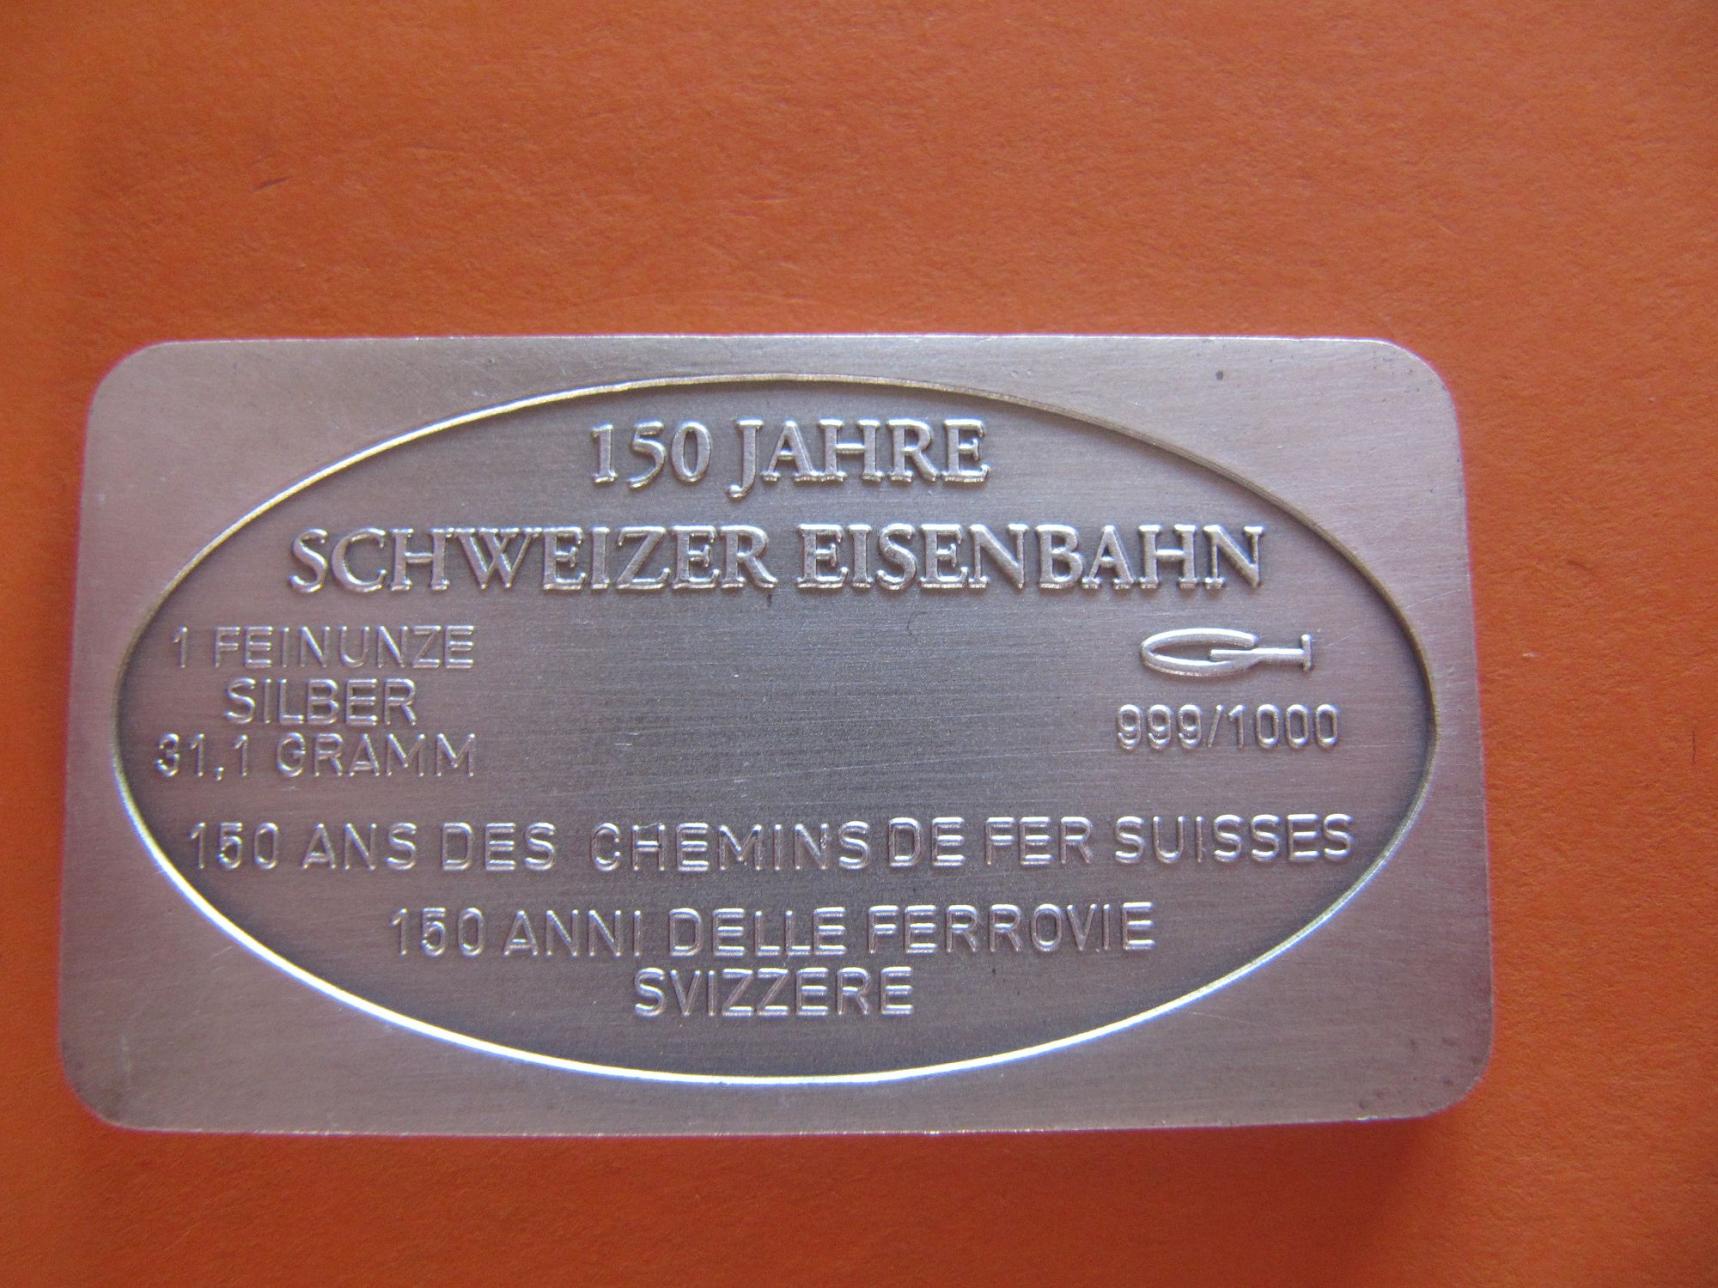 150 JAHRE
SCHWEIZER EISENBAHN
1 FEINUNZE
SILBER
31,1 GRAMM
999/1000
150 ANS DES CHEMINS DE FER SUISSES
150 ANNI DELLE FERROVIE
SVIZZERE